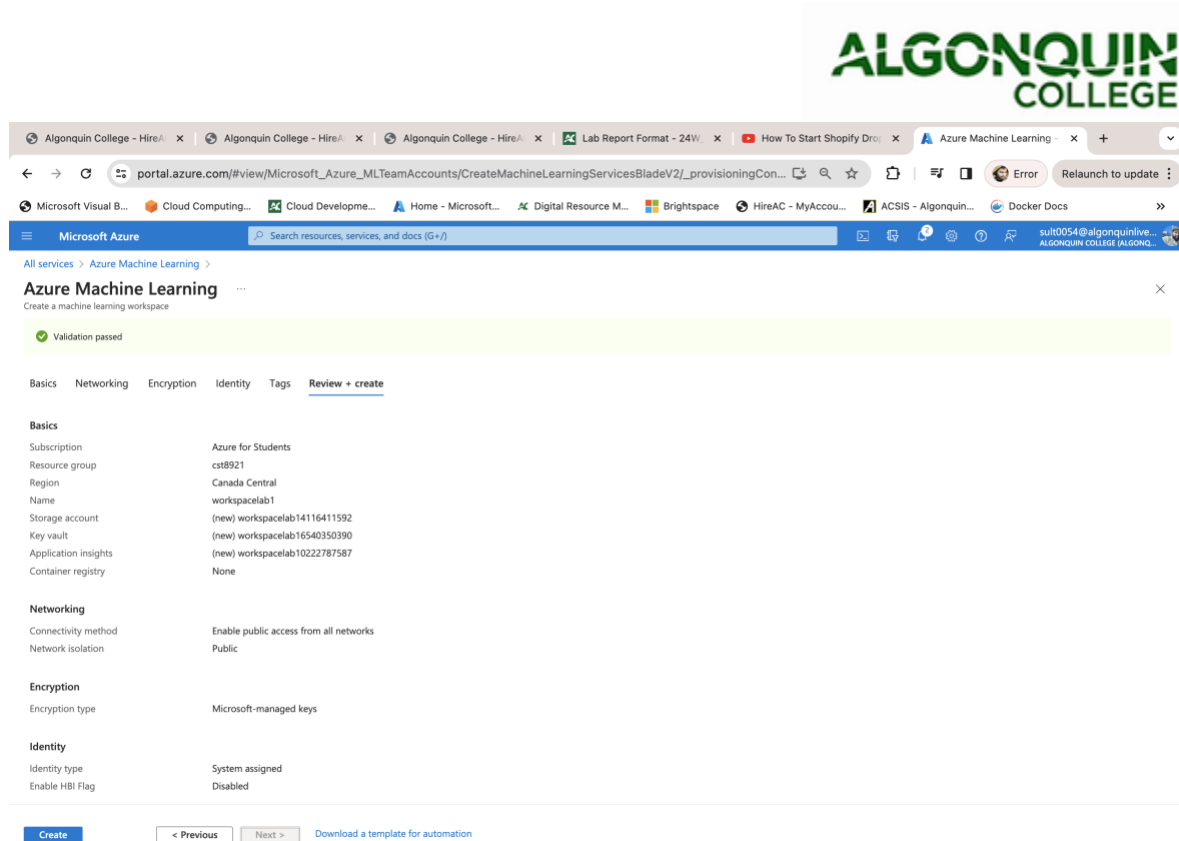 ALGONQUIN
COLLEGE
Algonquin College - HireA Algonquin College - HireA Algonquin College - HireA Lab Report Format - 24W_ How To Start Shopify Drop Azure Machine Learning -
portal.azure.com/#view/Microsoft_Azure_MLTeamAccounts/CreateMachineLearningServicesBladeV2/_provisioningCon... Error Relaunch to update
Microsoft Visual B... Cloud Computing... Cloud Developme... Home - Microsoft... Digital Resource M... Brightspace HireAC - MyAccou... ACSIS - Algonquin... Docker Docs »
Microsoft Azure Search resources, services, and docs (G+/) 2 sult0054@algonquinlive...
ALGONQUIN COLLEGE (ALGONQ...
All services > Azure Machine Learning >
Azure Machine Learning ...
Create a machine learning workspace
Validation passed
Basics Networking Encryption Identity Tags Review + create
Basics
Subscription Azure for Students
Resource group cst8921
Region Canada Central
Name workspacelab1
Storage account (new) workspacelab14116411592
Key vault (new) workspacelab16540350390
Application insights (new) workspacelab10222787587
Container registry None
Networking
Connectivity method Enable public access from all networks
Network isolation Public
Encryption
Encryption type Microsoft-managed keys
Identity
Identity type System assigned
Enable HBI Flag Disabled
Create < Previous Next > Download a template for automation